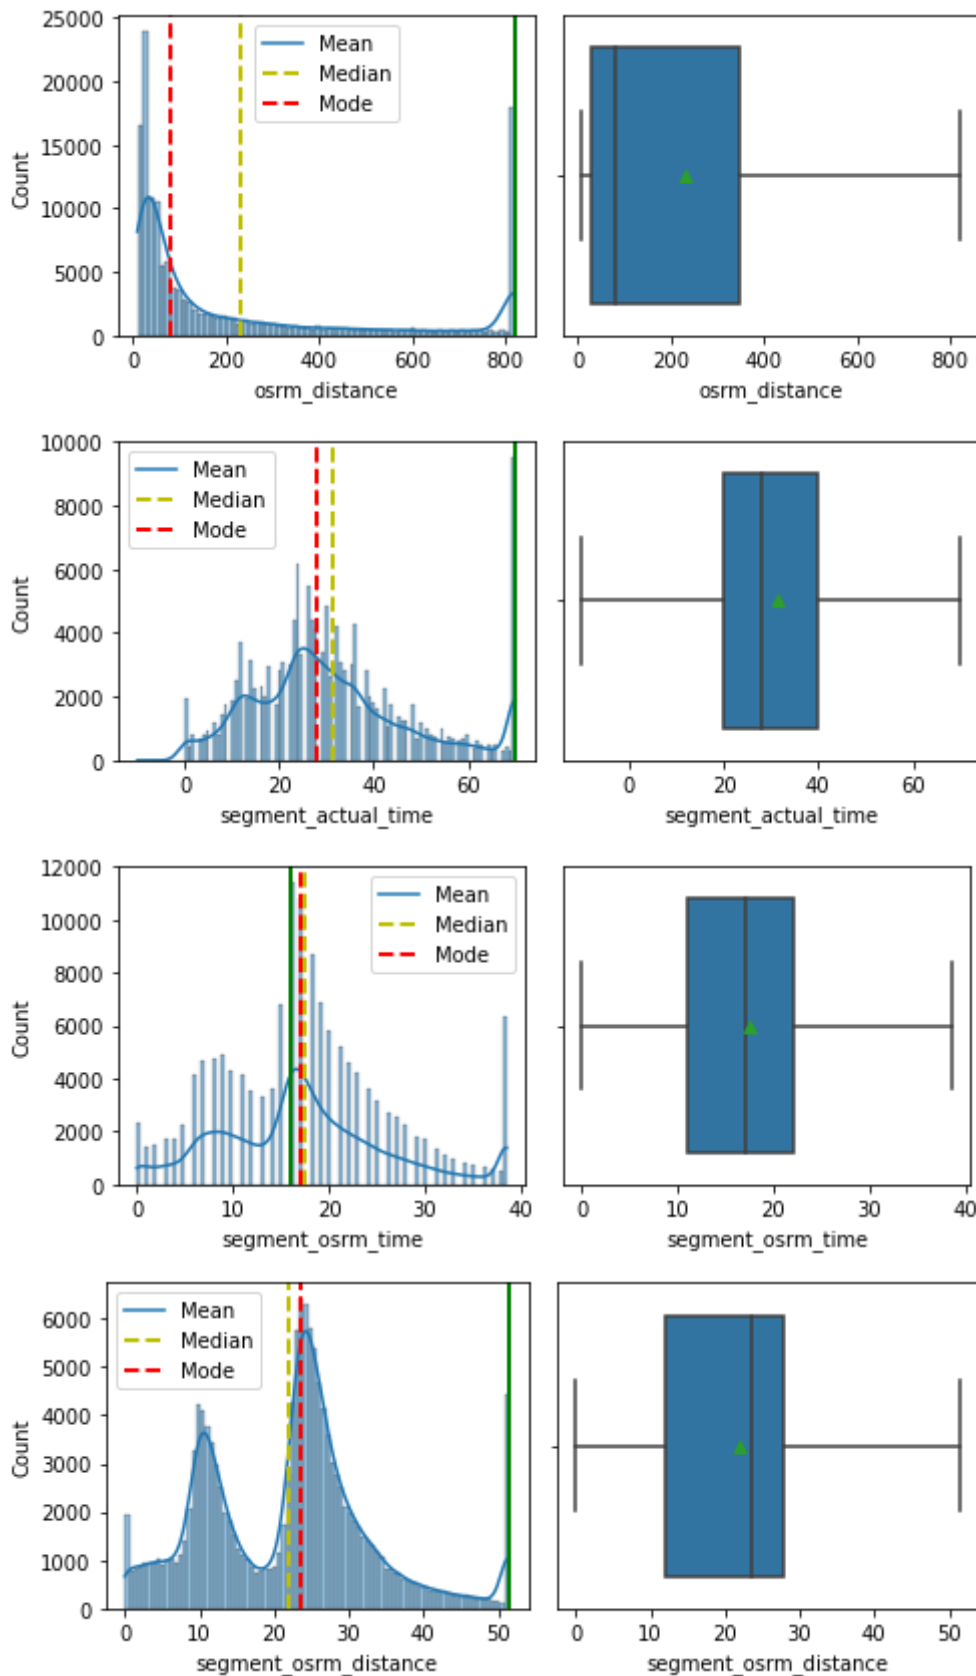 25000
20000
15000
10000
5000
0
Count
Mean
Median
Mode
0 200 400 600 800
osrm_distance
0 200 400 600 800
osrm_distance
10000
8000
6000
4000
2000
0
Count
Mean
Median
Mode
0 20 40 60
segment_actual_time
0 20 40 60
segment_actual_time
12000
10000
8000
6000
4000
2000
0
Count
Mean
Median
Mode
0 10 20 30 40
segment_osrm_time
0 10 20 30 40
segment_osrm_time
6000
5000
4000
3000
2000
1000
0
Count
Mean
Median
Mode
0 10 20 30 40 50
segment_osrm_distance
0 10 20 30 40 50
segment_osrm_distance